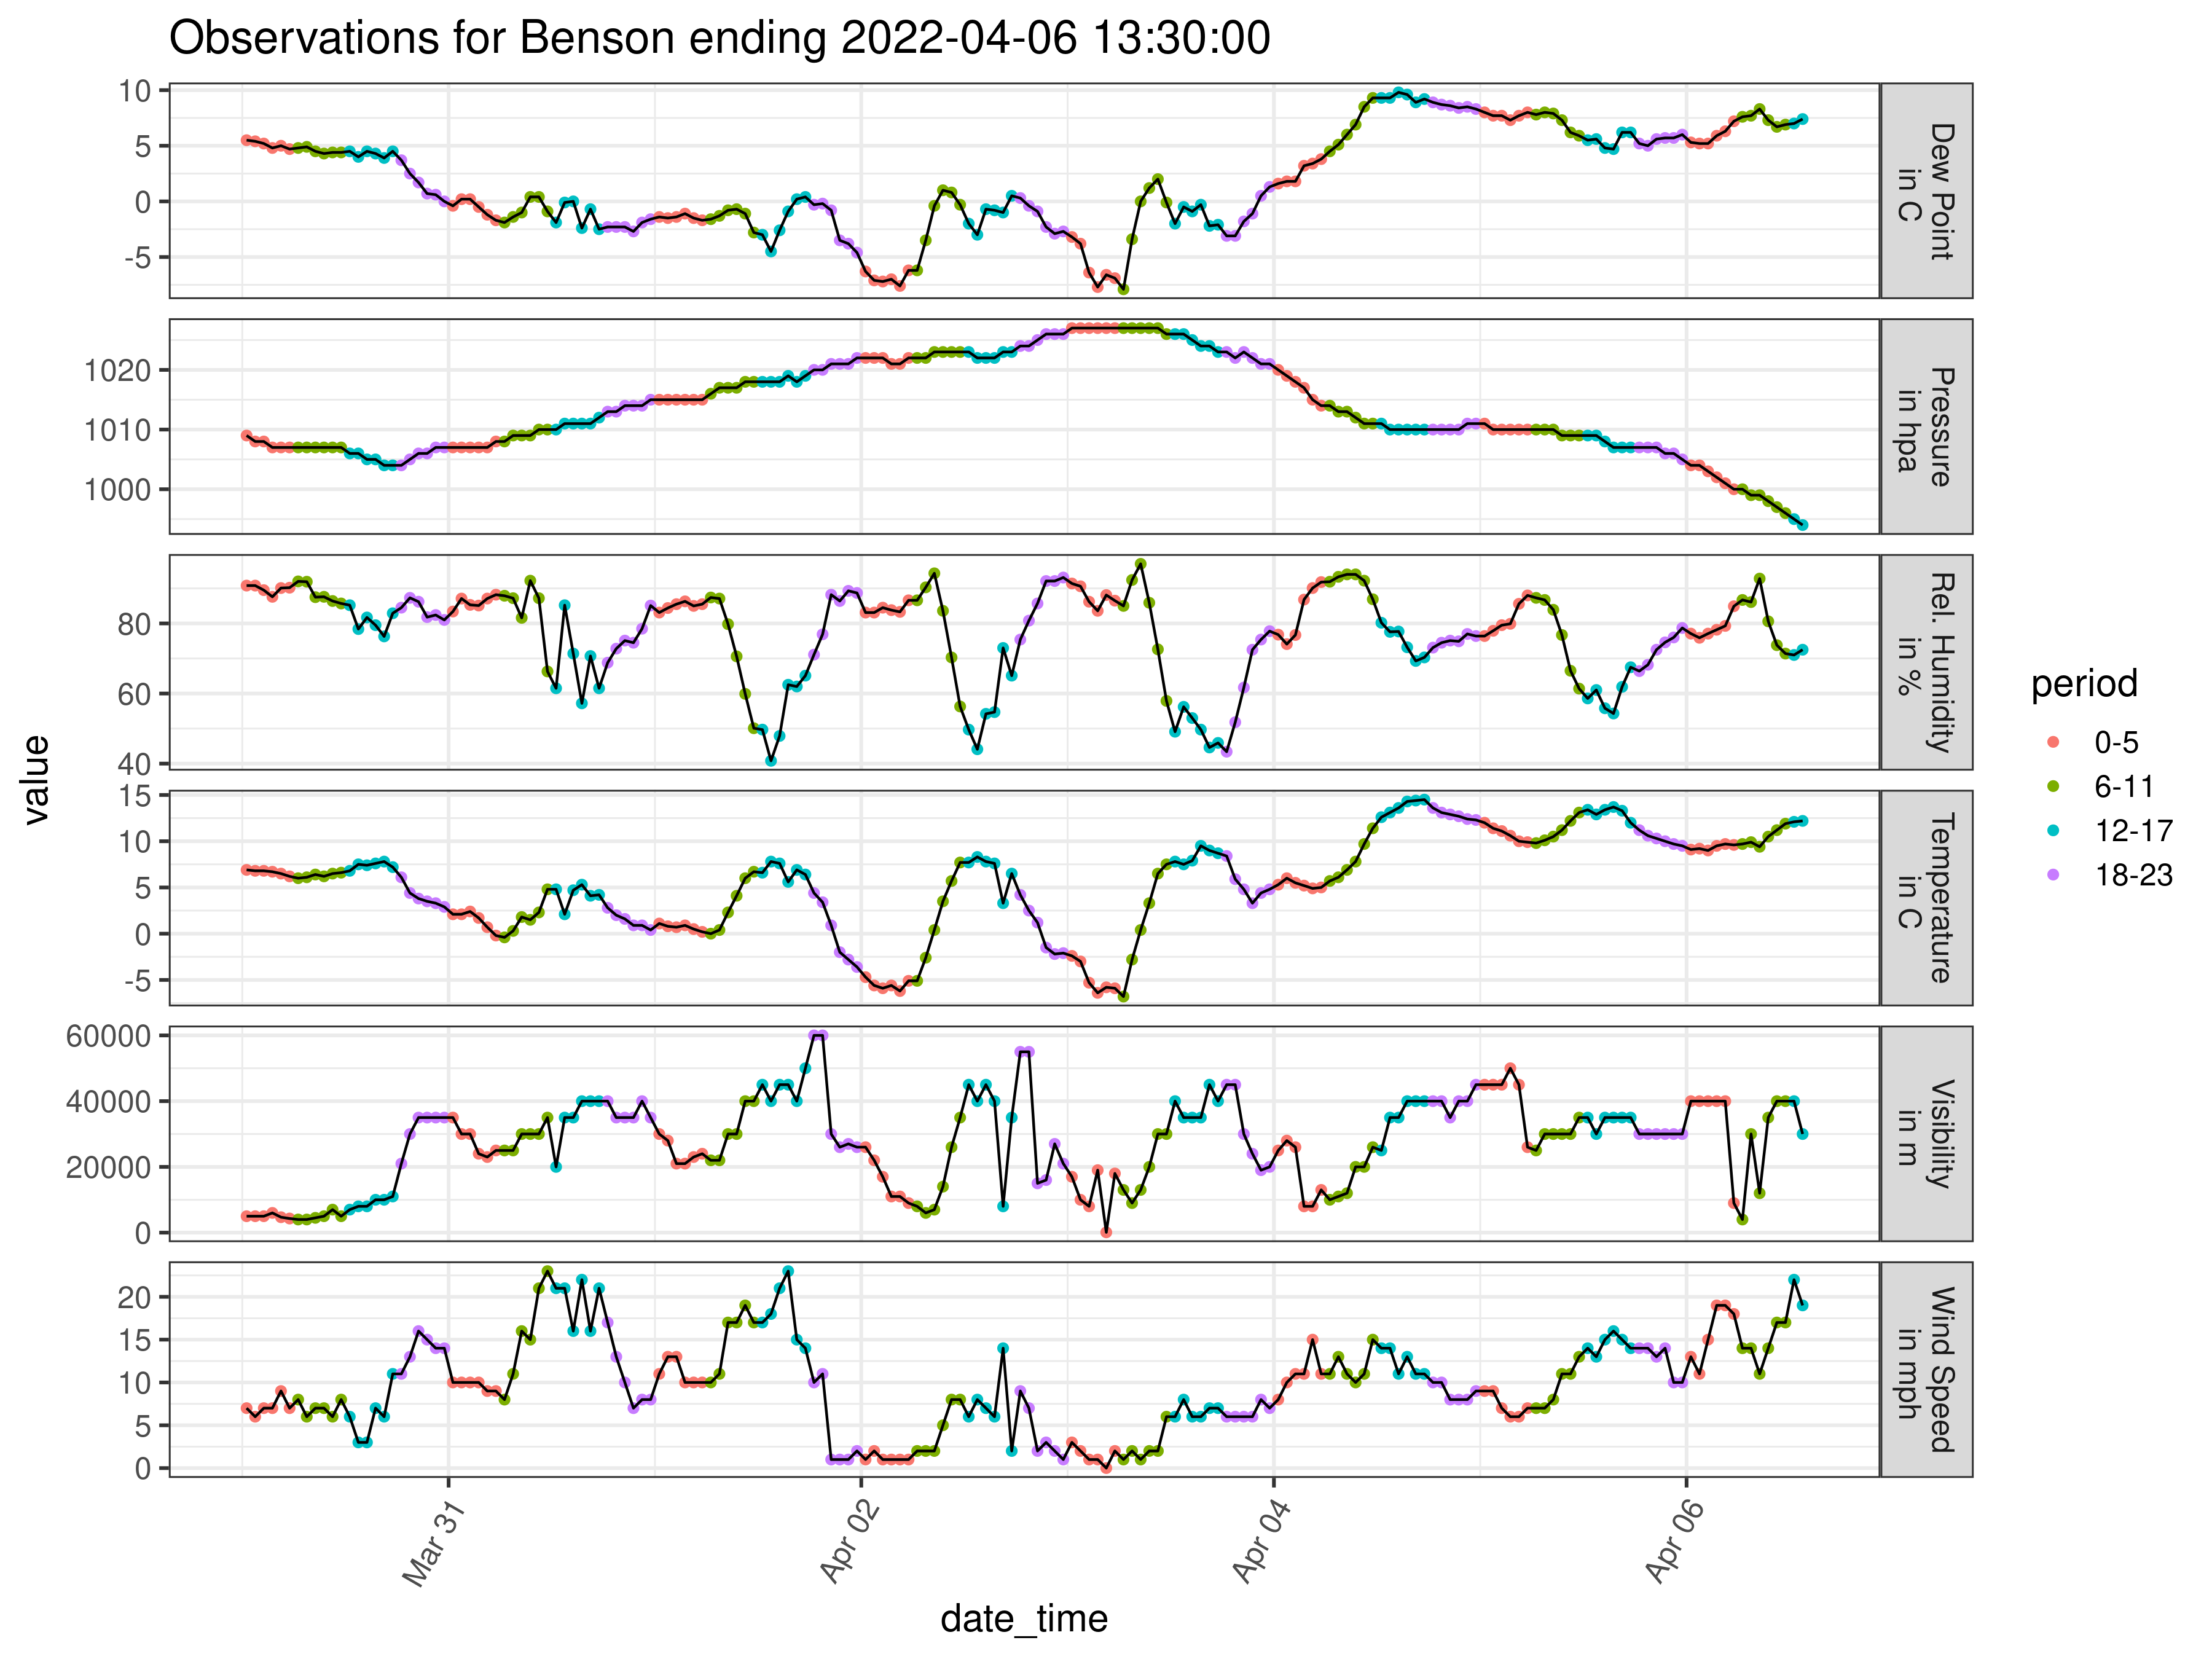 Observations for Benson ending 2022-04-06 13:30:00
value
10
5
0
-5
Dew Point
in C
1020
1010
1000
Pressure
in hpa
80
60
40
Rel. Humidity
in %
15
10
5
0
-5
Temperature
in C
60000
40000
20000
0
Visibility
in m
20
15
10
5
0
Wind Speed
in mph
Mar 31
Apr 02
Apr 04
Apr 06
date_time
period
0-5
6-11
12-17
18-23